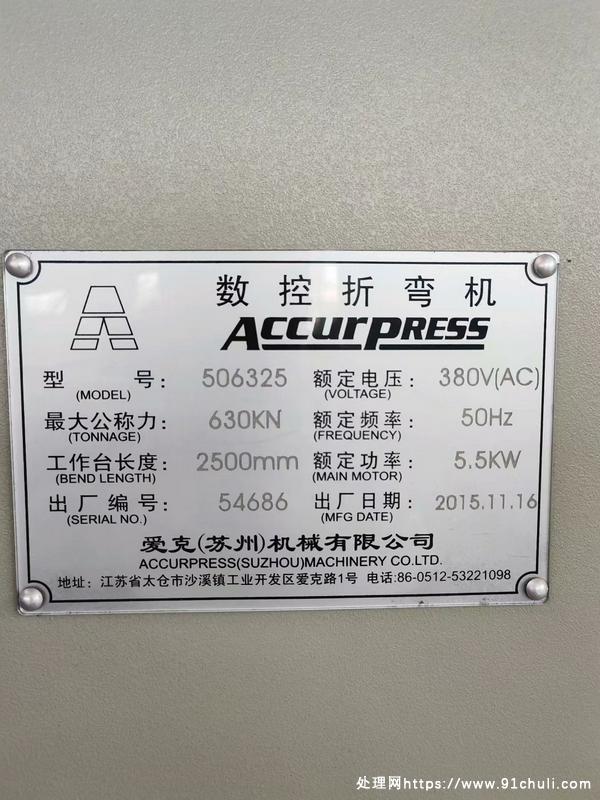 数控折弯机
ACCURPRESS
型 号: 506325 额定电压: 380V(AC)
(MODEL) (VOLTAGE)
最大公称力: 630KN 额定频率: 50Hz
(TONNAGE) (FREQUENCY)
工作台长度: 2500mm 额定功率: 5.5KW
(BEND LENGTH) (MAIN MOTOR)
出厂编号: 54686 出厂日期: 2015.11.16
(SERIAL NO.) (MFG DATE)
爱克(苏州)机械有限公司
ACCURPRESS(SUZHOU)MACHINERY CO.LTD.
地址: 江苏省太仓市沙溪镇工业开发区爱克路1号 电话:86-0512-53221098
处理网https://www.91chuli.com